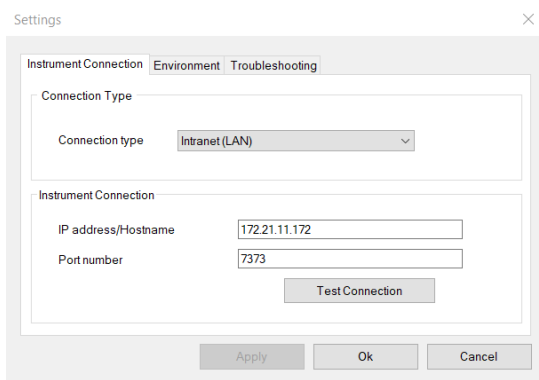 Settings
Instrument Connection Environment Troubleshooting
Connection Type
Connection type Intranet (LAN)
Instrument Connection
IP address/Hostname 172.21.11.172
Port number 7373
Test Connection
Apply Ok Cancel